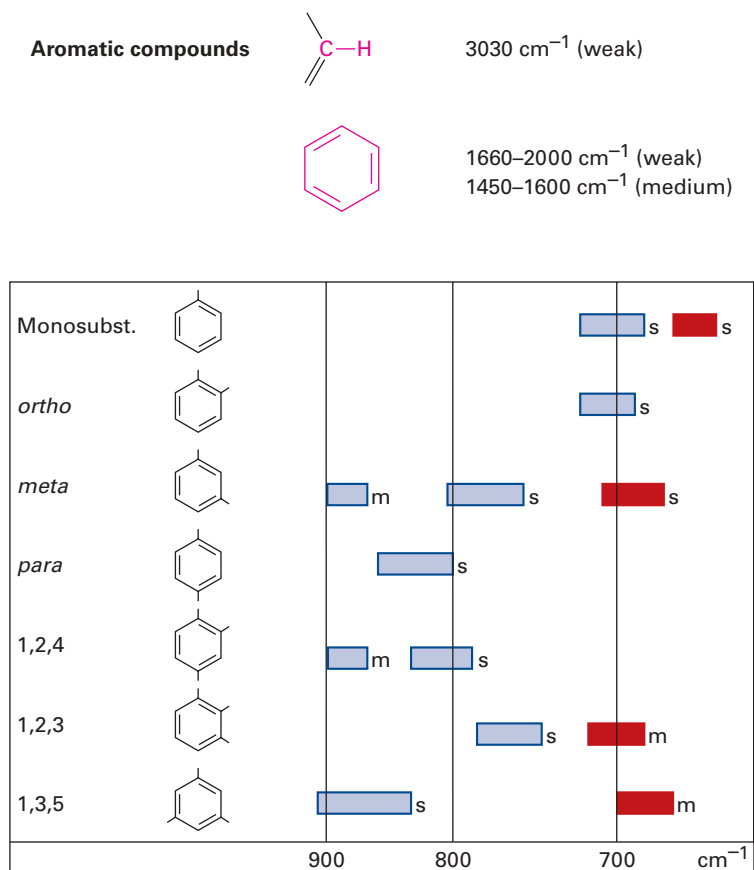 Aromatic compounds C—H 3030 cm⁻¹ (weak)
1660–2000 cm⁻¹ (weak)
1450–1600 cm⁻¹ (medium)
Monosubst. s s
ortho s
meta m s s
para s
1,2,4 m s
1,2,3 s m
1,3,5 s m
900 800 700 cm⁻¹